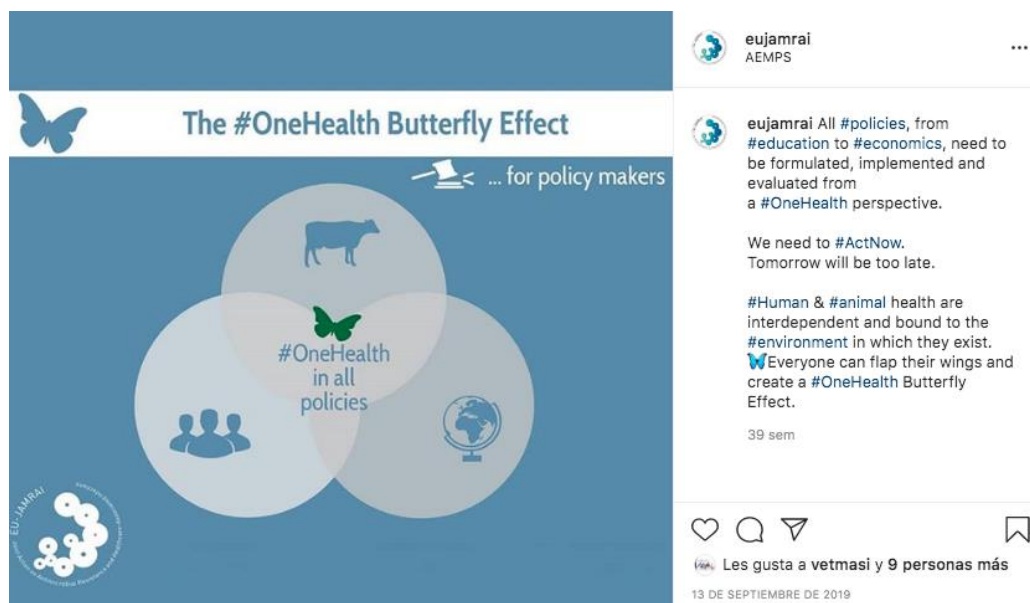 The #OneHealth Butterfly Effect
... for policy makers
#OneHealth
in all
policies
EU-JAMRAI
eujamrai
AEMPS
eujamrai All #policies, from
#education to #economics, need to
be formulated, implemented and
evaluated from
a #OneHealth perspective.
We need to #ActNow.
Tomorrow will be too late.
#Human & #animal health are
interdependent and bound to the
#environment in which they exist.
🦋Everyone can flap their wings and
create a #OneHealth Butterfly
Effect.
39 sem
Les gusta a vetmasi y 9 personas más
13 DE SEPTIEMBRE DE 2019